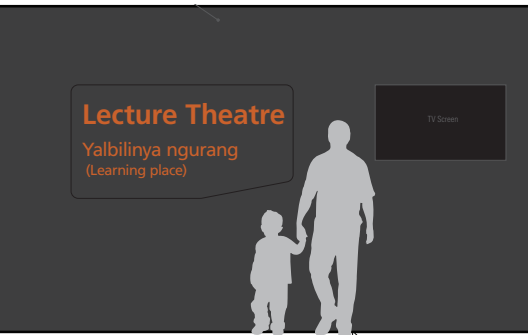 Lecture Theatre
Yalbilinya ngurang
(Learning place)
TV Screen